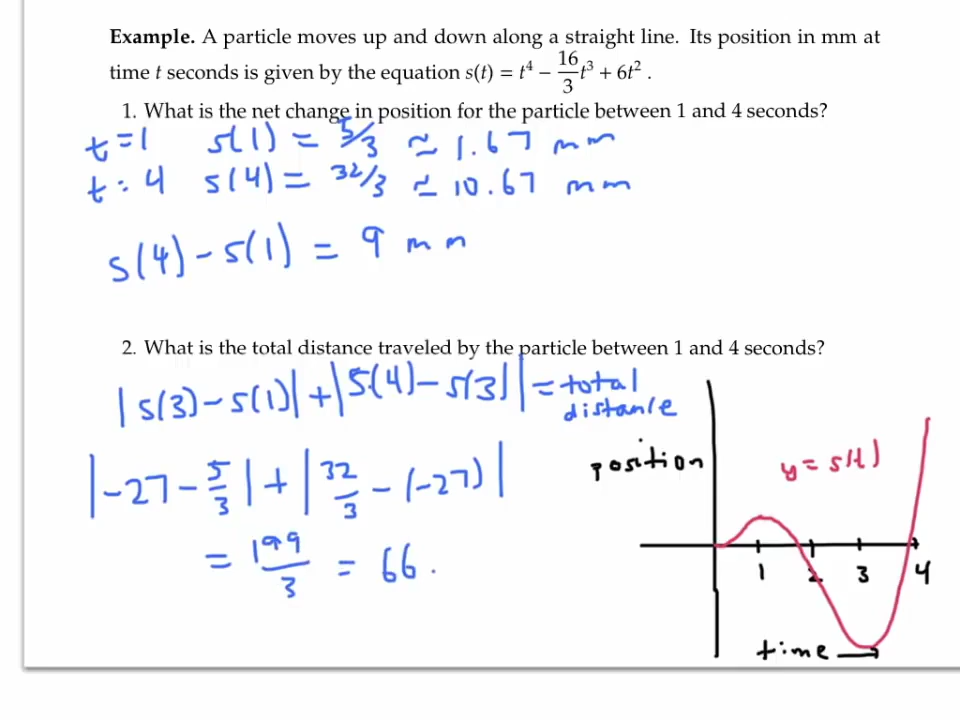 Example. A particle moves up and down along a straight line. Its position in mm at
time t seconds is given by the equation s(t) = t⁴ − 16/3 t³ + 6t² .
1. What is the net change in position for the particle between 1 and 4 seconds?
t = 1 s(1) = 5/3 ≈ 1.67 mm
t = 4 s(4) = 32/3 ≈ 10.67 mm
s(4) − s(1) = 9 mm
2. What is the total distance traveled by the particle between 1 and 4 seconds?
|s(3) − s(1)| + |s(4) − s(3)| = total distance
|−27 − 5/3| + |32/3 − (−27)|
= 199/3 = 66.
position
y = s(t)
1 2 3 4
time →